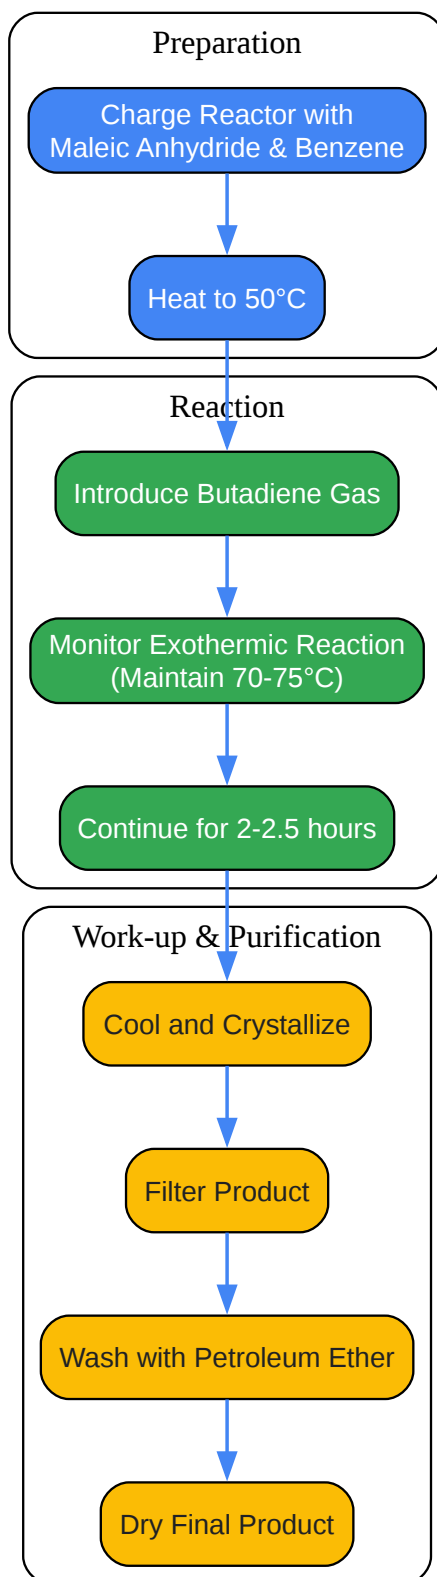 Preparation
Charge Reactor with
Maleic Anhydride & Benzene
Heat to 50°C
Reaction
Introduce Butadiene Gas
Monitor Exothermic Reaction
(Maintain 70-75°C)
Continue for 2-2.5 hours
Work-up & Purification
Cool and Crystallize
Filter Product
Wash with Petroleum Ether
Dry Final Product